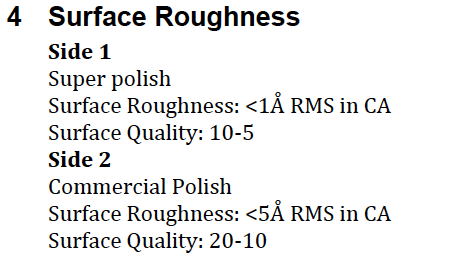 4 Surface Roughness
Side 1
Super polish
Surface Roughness: <1Å RMS in CA
Surface Quality: 10-5
Side 2
Commercial Polish
Surface Roughness: <5Å RMS in CA
Surface Quality: 20-10